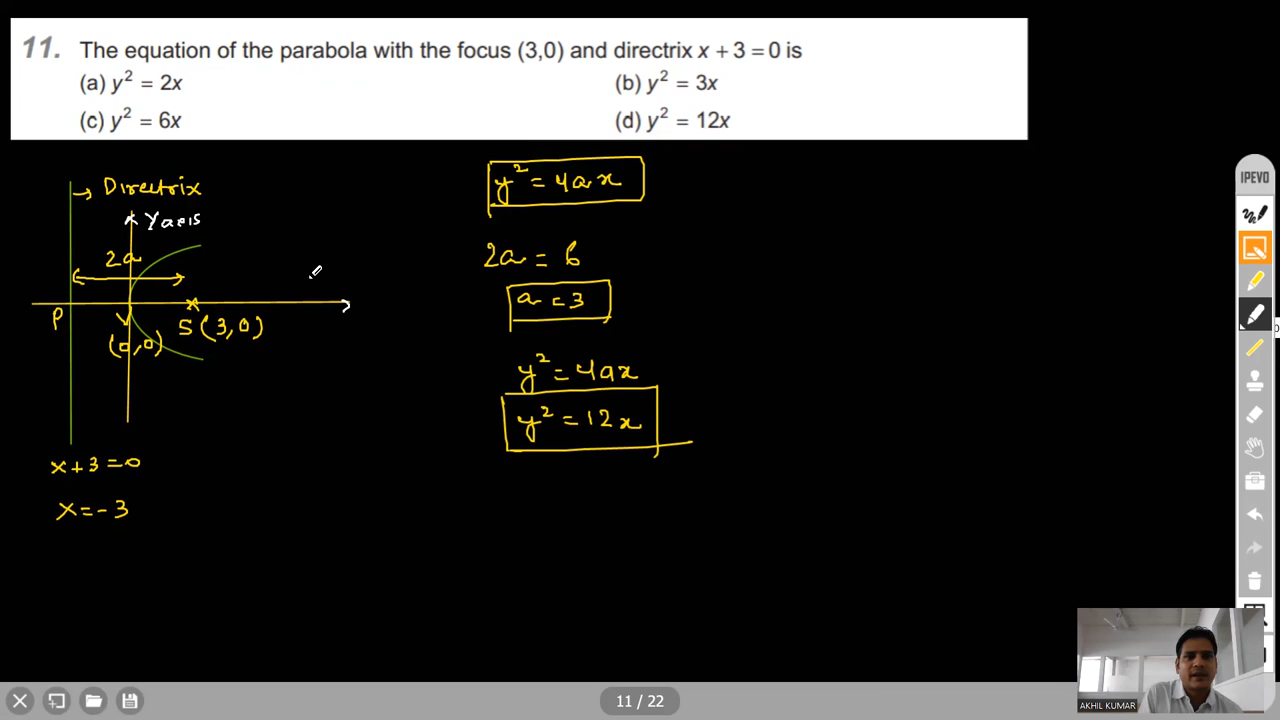 11. The equation of the parabola with the focus (3,0) and directrix x + 3 = 0 is
(a) y² = 2x
(b) y² = 3x
(c) y² = 6x
(d) y² = 12x
Directrix
Y axis
2a
P
S(3,0)
(0,0)
x+3=0
x=-3
y² = 4ax
2a = 6
a = 3
y² = 4ax
y² = 12x
IPEVO
11 / 22
AKHIL KUMAR